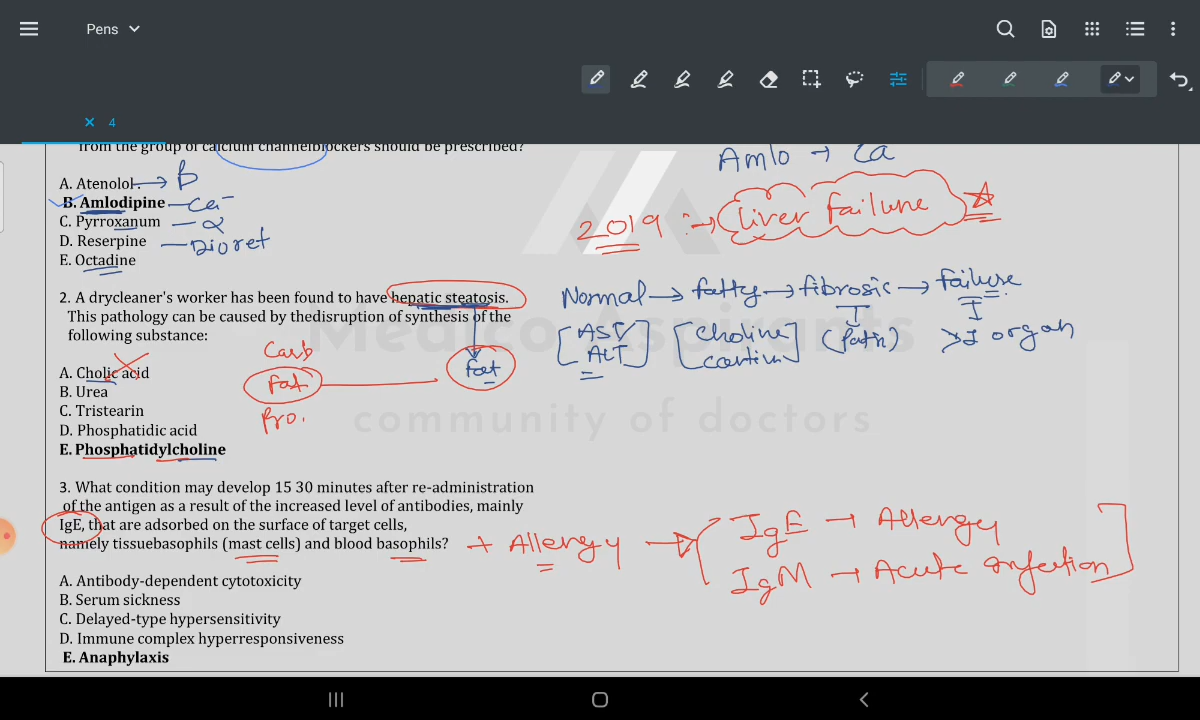 Pens
4
from the group of calcium channelblockers should be prescribed?
Amlo → Ca
A. Atenolol. → B
B. Amlodipine - Ca-
C. Pyrroxanum - α
D. Reserpine - Dioret
E. Octadine
2019 :→ Liver failure
2. A drycleaner's worker has been found to have hepatic steatosis.
This pathology can be caused by thedisruption of synthesis of the
following substance:
Normal → fatty → fibrosis → failure
[AST ALT] [choline] (Path) >1 organ
Carb
Fat
Pro.
fat
A. Cholic acid
B. Urea
C. Tristearin
D. Phosphatidic acid
E. Phosphatidylcholine
Medico Aspirants
community of doctors
3. What condition may develop 15 30 minutes after re-administration
of the antigen as a result of the increased level of antibodies, mainly
IgE, that are adsorbed on the surface of target cells,
namely tissuebasophils (mast cells) and blood basophils? + Allergy →
IgE → Allergy
IgM → Acute infection
A. Antibody-dependent cytotoxicity
B. Serum sickness
C. Delayed-type hypersensitivity
D. Immune complex hyperresponsiveness
E. Anaphylaxis